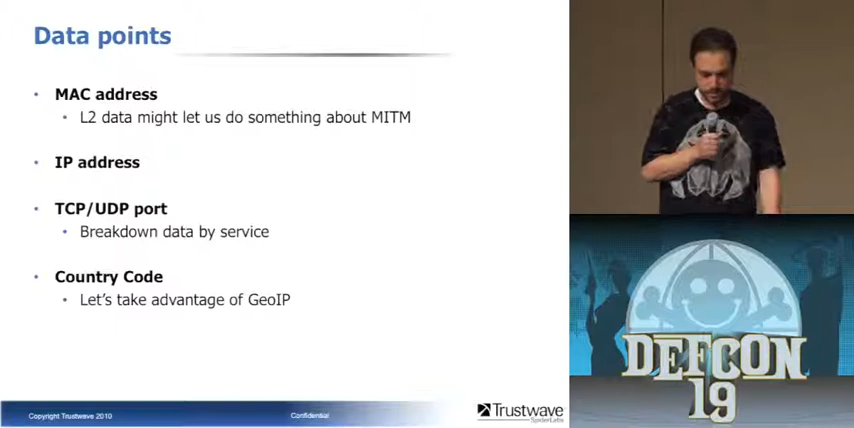 Data points
• MAC address
• L2 data might let us do something about MITM
• IP address
• TCP/UDP port
• Breakdown data by service
• Country Code
• Let's take advantage of GeoIP
Copyright Trustwave 2010
Confidential
Trustwave
SpiderLabs
DEFCON
19